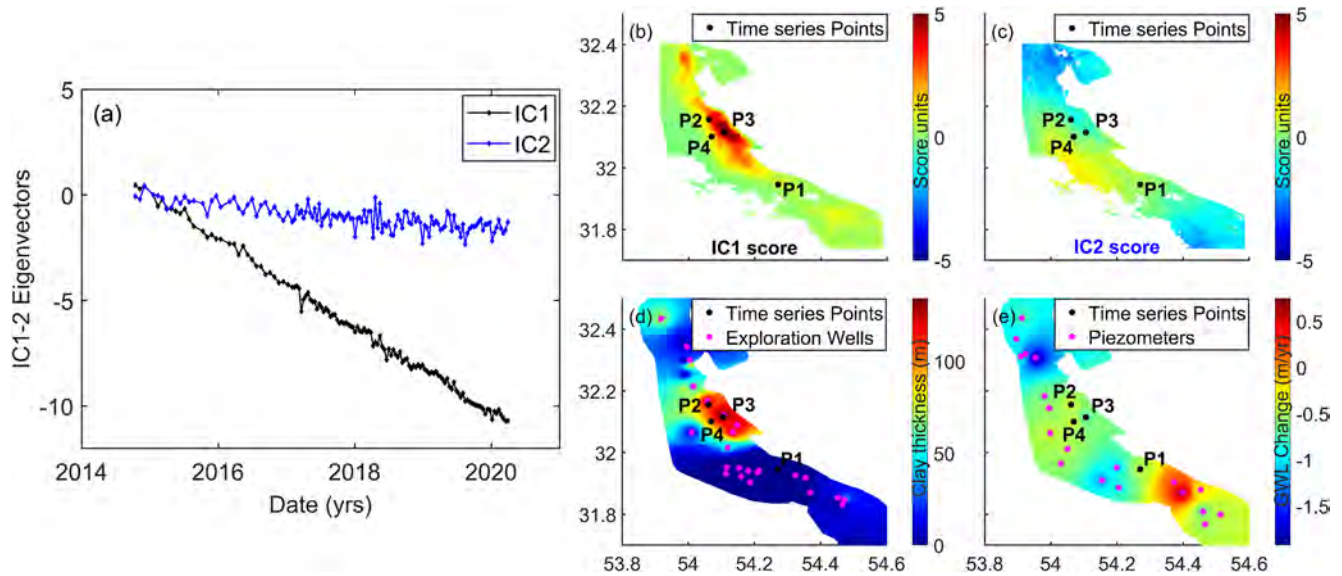 (a)
IC1
IC2
5
0
-5
-10
IC1-2 Eigenvectors
2014
2016
2018
2020
Date (yrs)
(b)
Time series Points
32.4
32.2
32
31.8
P2
P3
P4
P1
IC1 score
5
0
-5
Score units
(c)
Time series Points
P2
P3
P4
P1
IC2 score
5
0
-5
Score units
(d)
Time series Points
Exploration Wells
32.4
32.2
32
31.8
P2
P3
P4
P1
53.8
54
54.2
54.4
54.6
100
50
0
Clay thickness (m)
(e)
Time series Points
Piezometers
P2
P3
P4
P1
53.8
54
54.2
54.4
54.6
0.5
0
-0.5
-1
-1.5
GWL Change (m/yr)